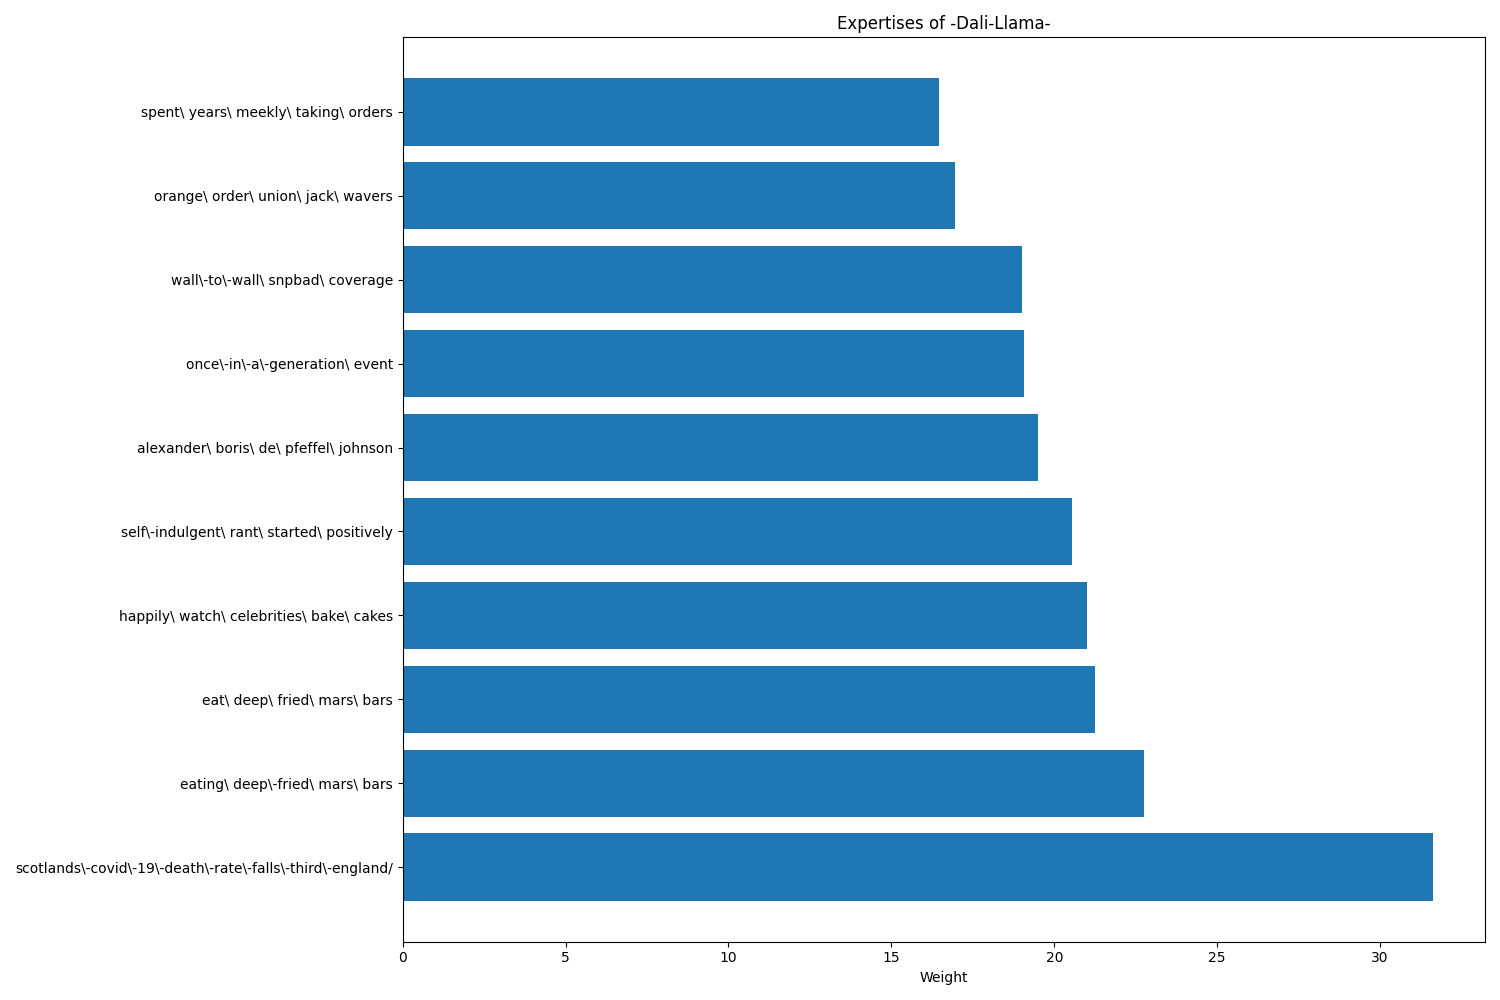 Expertises of -Dali-Llama-
spent\ years\ meekly\ taking\ orders
orange\ order\ union\ jack\ wavers
wall\-to\-wall\ snpbad\ coverage
once\-in\-a\-generation\ event
alexander\ boris\ de\ pfeffel\ johnson
self\-indulgent\ rant\ started\ positively
happily\ watch\ celebrities\ bake\ cakes
eat\ deep\ fried\ mars\ bars
eating\ deep\-fried\ mars\ bars
scotlands\-covid\-19\-death\-rate\-falls\-third\-england/
0 5 10 15 20 25 30
Weight